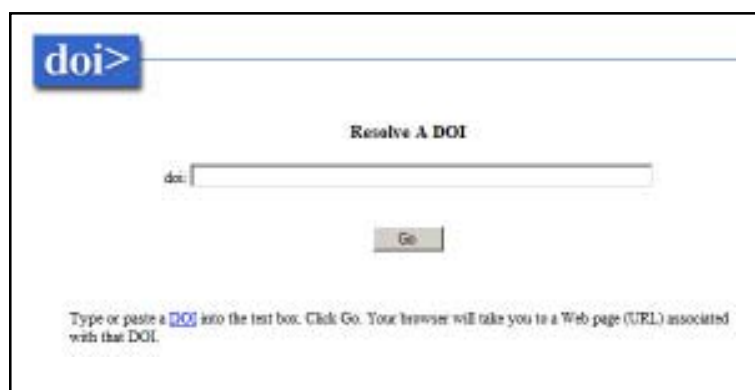 doi>
Resolve A DOI
doi:
Go
Type or paste a DOI into the text box. Click Go. Your browser will take you to a Web page (URL) associated
with that DOI.